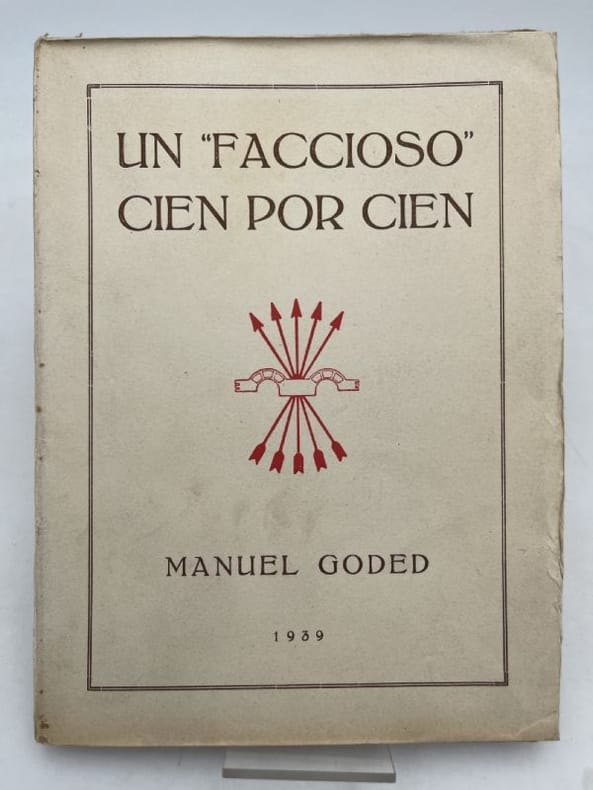 UN “FACCIOSO”
CIEN POR CIEN
MANUEL GODED
1939